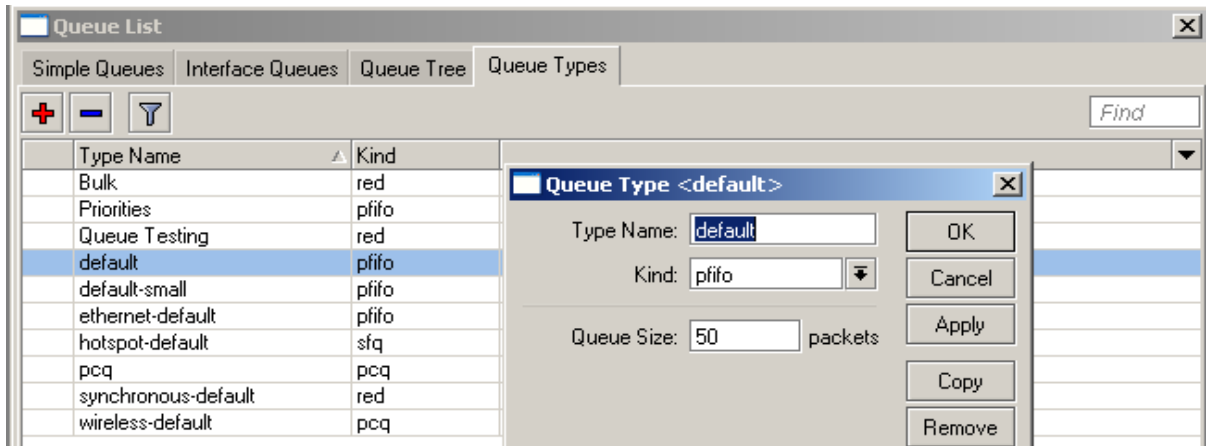 Queue List
Simple Queues Interface Queues Queue Tree Queue Types
Find
Type Name Kind
Bulk red
Priorities pfifo
Queue Testing red
default pfifo
default-small pfifo
ethernet-default pfifo
hotspot-default sfq
pcq pcq
synchronous-default red
wireless-default pcq
Queue Type <default>
Type Name: default
Kind: pfifo
Queue Size: 50 packets
OK
Cancel
Apply
Copy
Remove